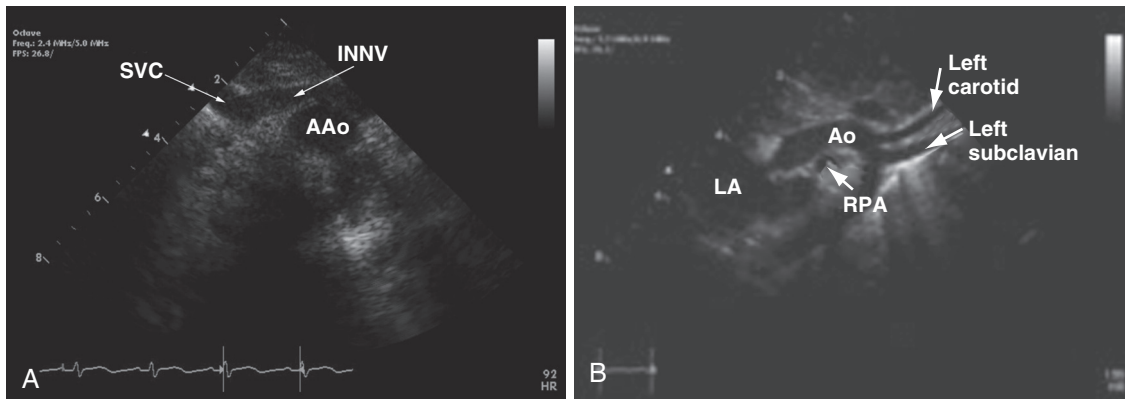 Octave
Freq.: 2.4 MHz/5.0 MHz
FPS: 26.8/
SVC
INNV
AAo
2
4
6
8
92
HR
A
Left
carotid
Left
subclavian
Ao
LA
RPA
B